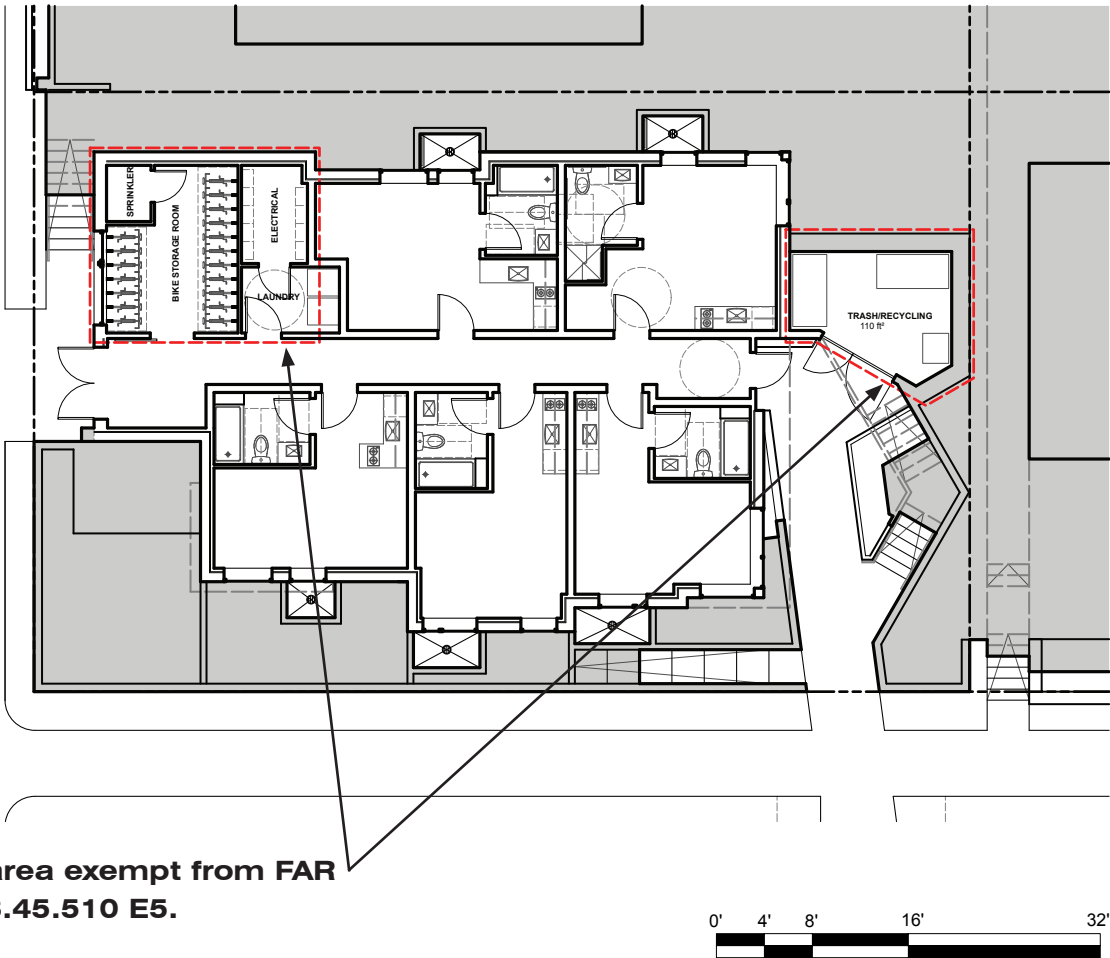 SPRINKLER
BIKE STORAGE ROOM
ELECTRICAL
LAUNDRY
TRASH/RECYCLING
110 ft²
area exempt from FAR
.45.510 E5.
0' 4' 8' 16' 32'